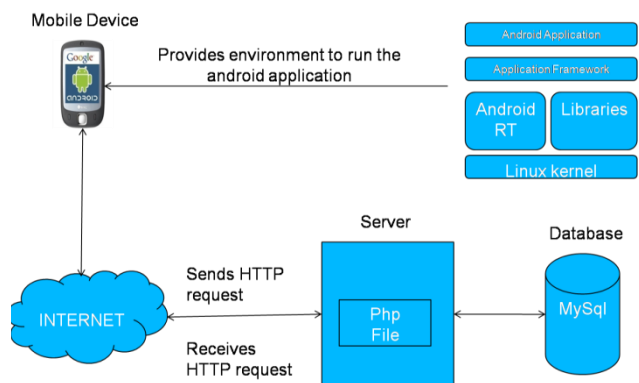 Mobile Device
Google
ANDROID
Provides environment to run the
android application
Android Application
Application Framework
Android
RT
Libraries
Linux kernel
Server
Database
Sends HTTP
request
INTERNET
Php
File
MySql
Receives
HTTP request